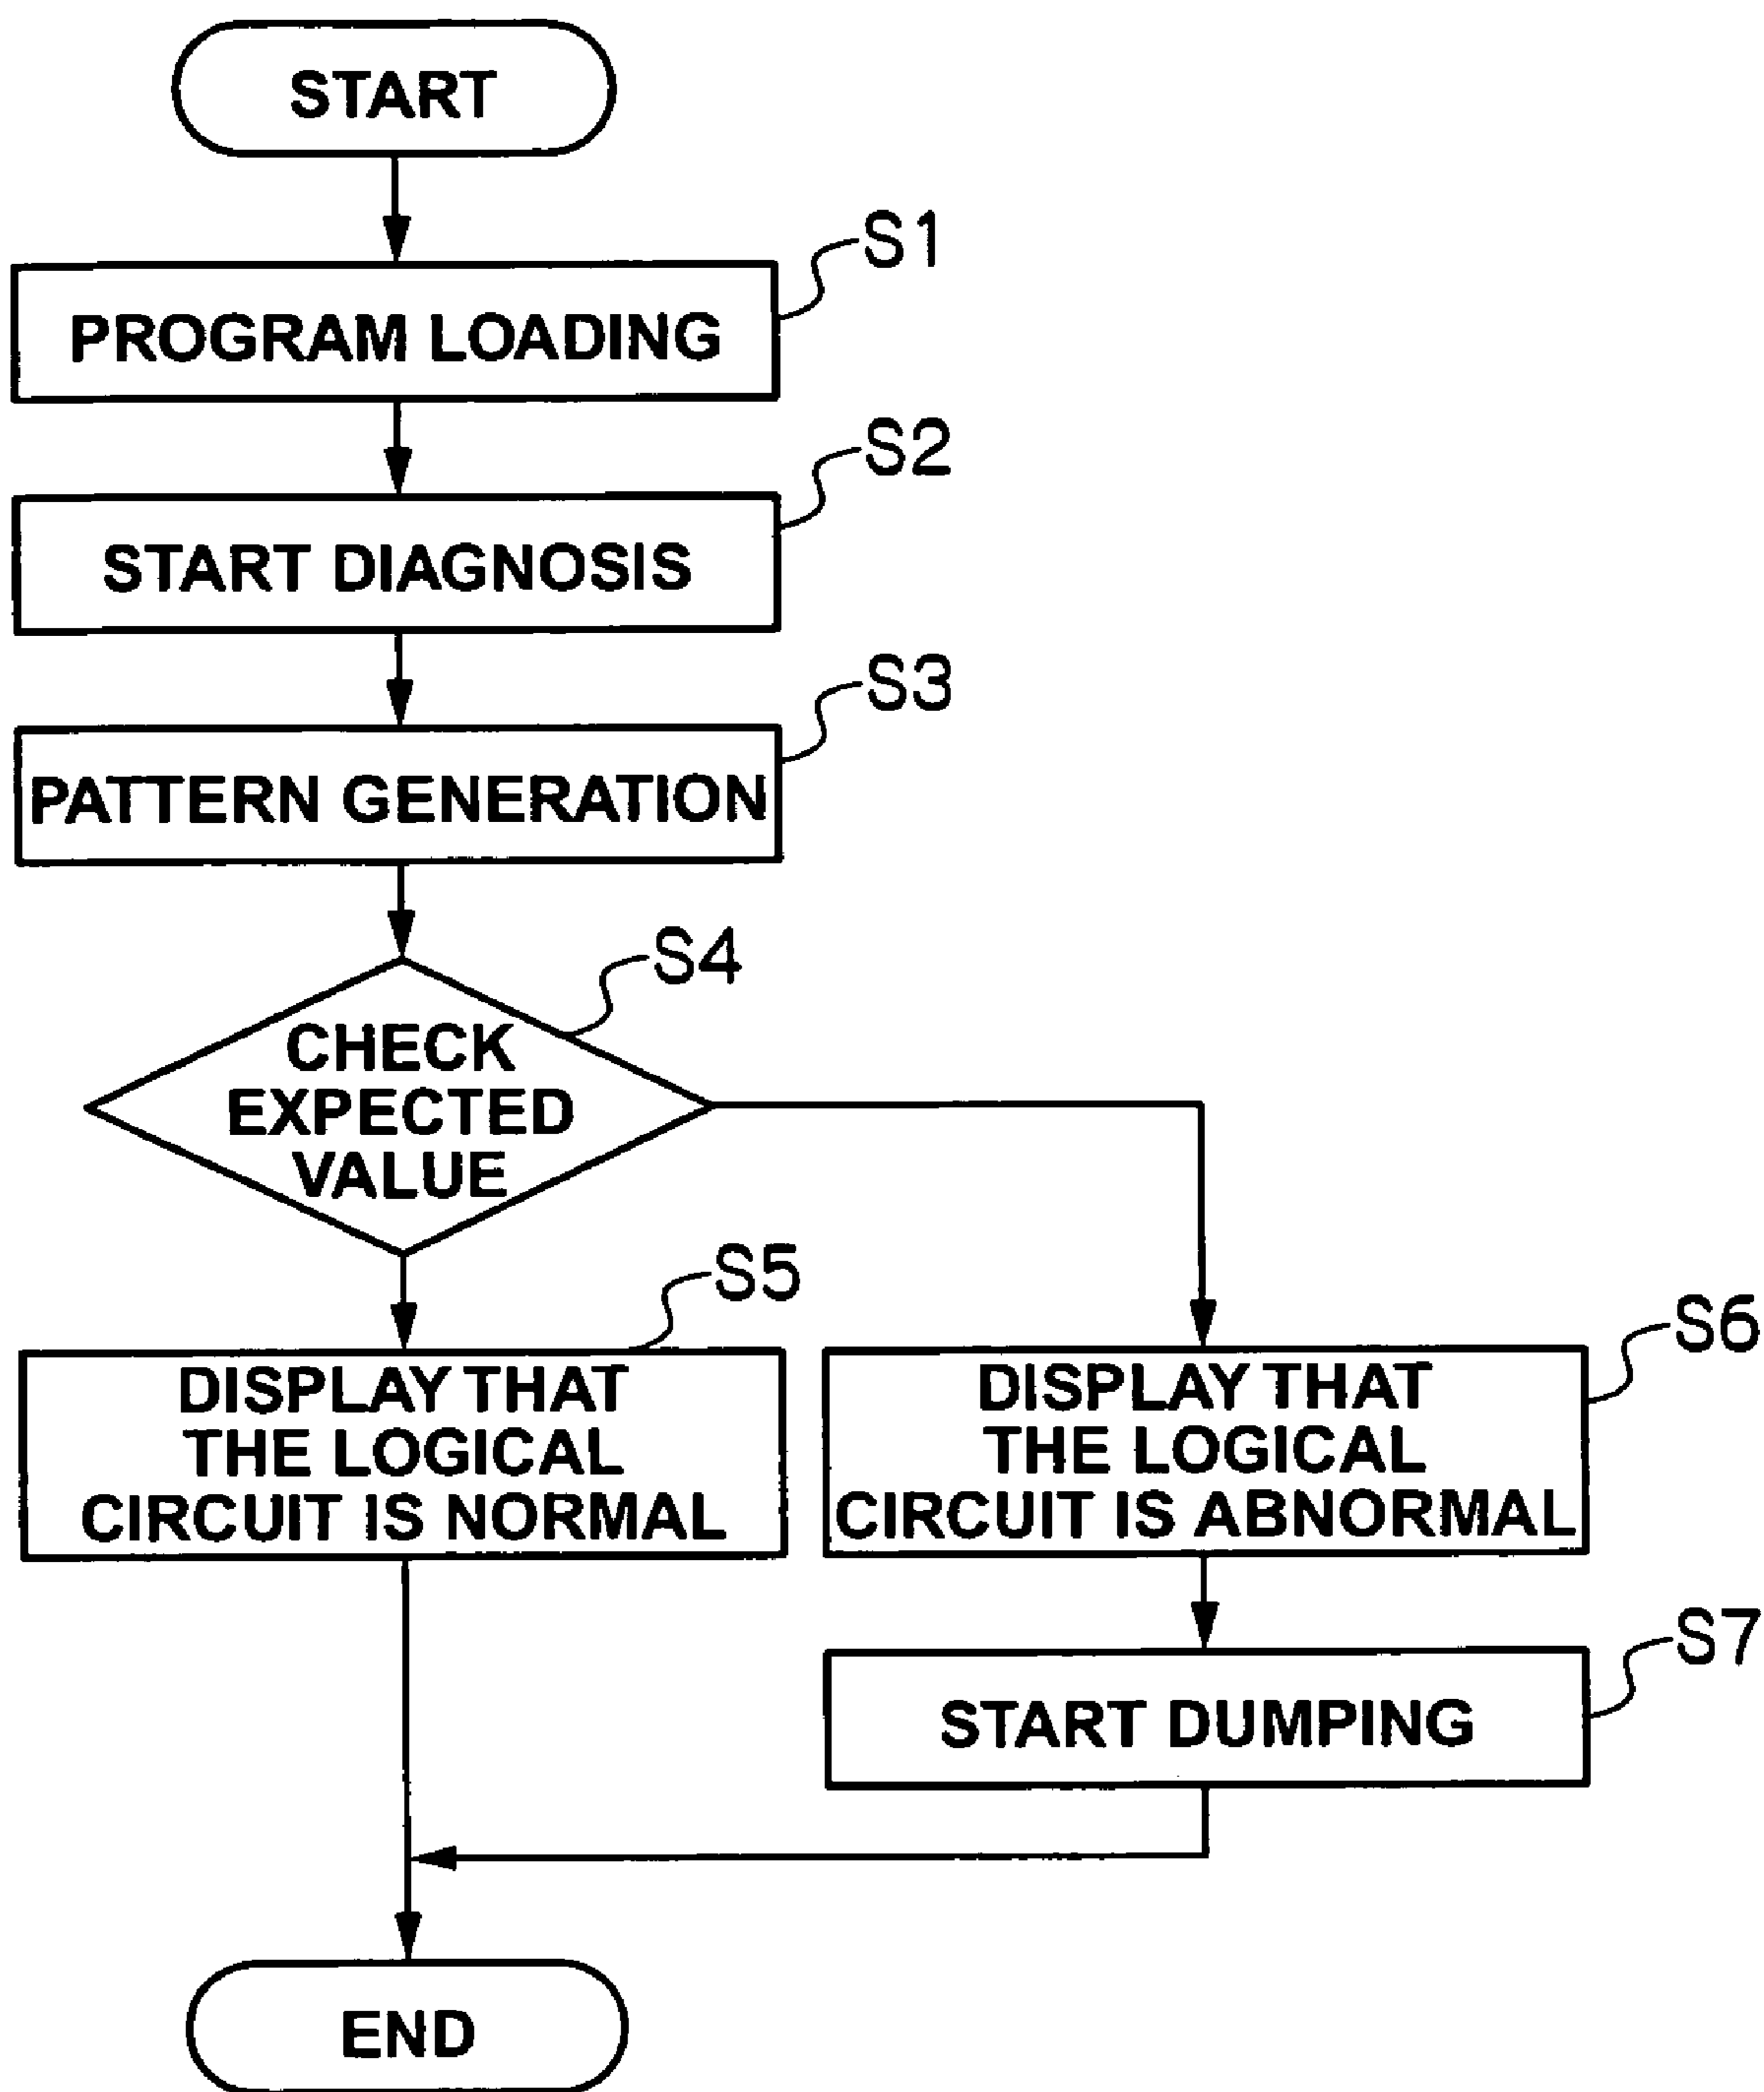 START
S1
PROGRAM LOADING
S2
START DIAGNOSIS
S3
PATTERN GENERATION
S4
CHECK
EXPECTED
VALUE
S5
DISPLAY THAT
THE LOGICAL
CIRCUIT IS NORMAL
S6
DISPLAY THAT
THE LOGICAL
CIRCUIT IS ABNORMAL
S7
START DUMPING
END